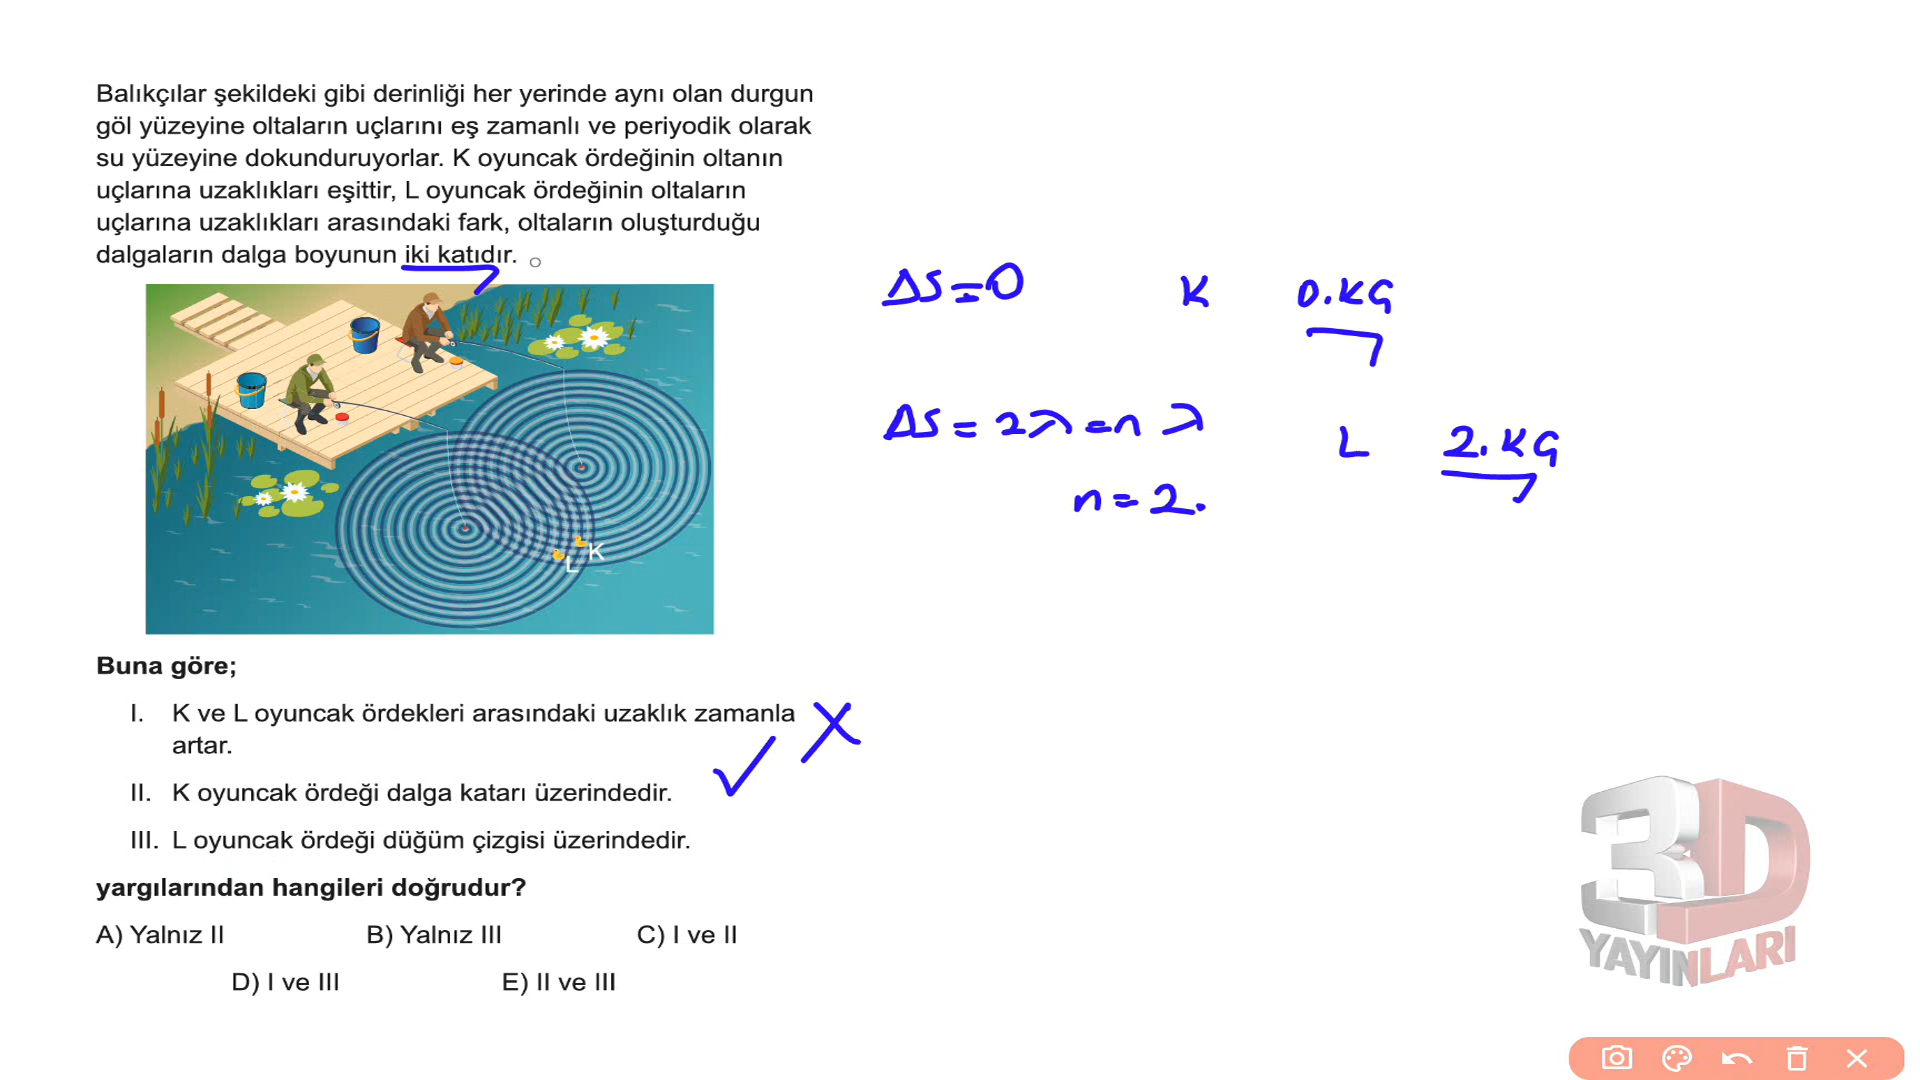 Balıkçılar şekildeki gibi derinliği her yerinde aynı olan durgun
göl yüzeyine oltaların uçlarını eş zamanlı ve periyodik olarak
su yüzeyine dokunduruyorlar. K oyuncak ördeğinin oltanın
uçlarına uzaklıkları eşittir, L oyuncak ördeğinin oltaların
uçlarına uzaklıkları arasındaki fark, oltaların oluşturduğu
dalgaların dalga boyunun iki katıdır.
K
L
Buna göre;
I. K ve L oyuncak ördekleri arasındaki uzaklık zamanla
artar.
II. K oyuncak ördeği dalga katarı üzerindedir.
III. L oyuncak ördeği düğüm çizgisi üzerindedir.
yargılarından hangileri doğrudur?
A) Yalnız II B) Yalnız III C) I ve II
D) I ve III E) II ve III
ΔS=0 K 0.KG
ΔS = 2λ = n λ L 2.KG
n = 2.
3D
YAYINLARI